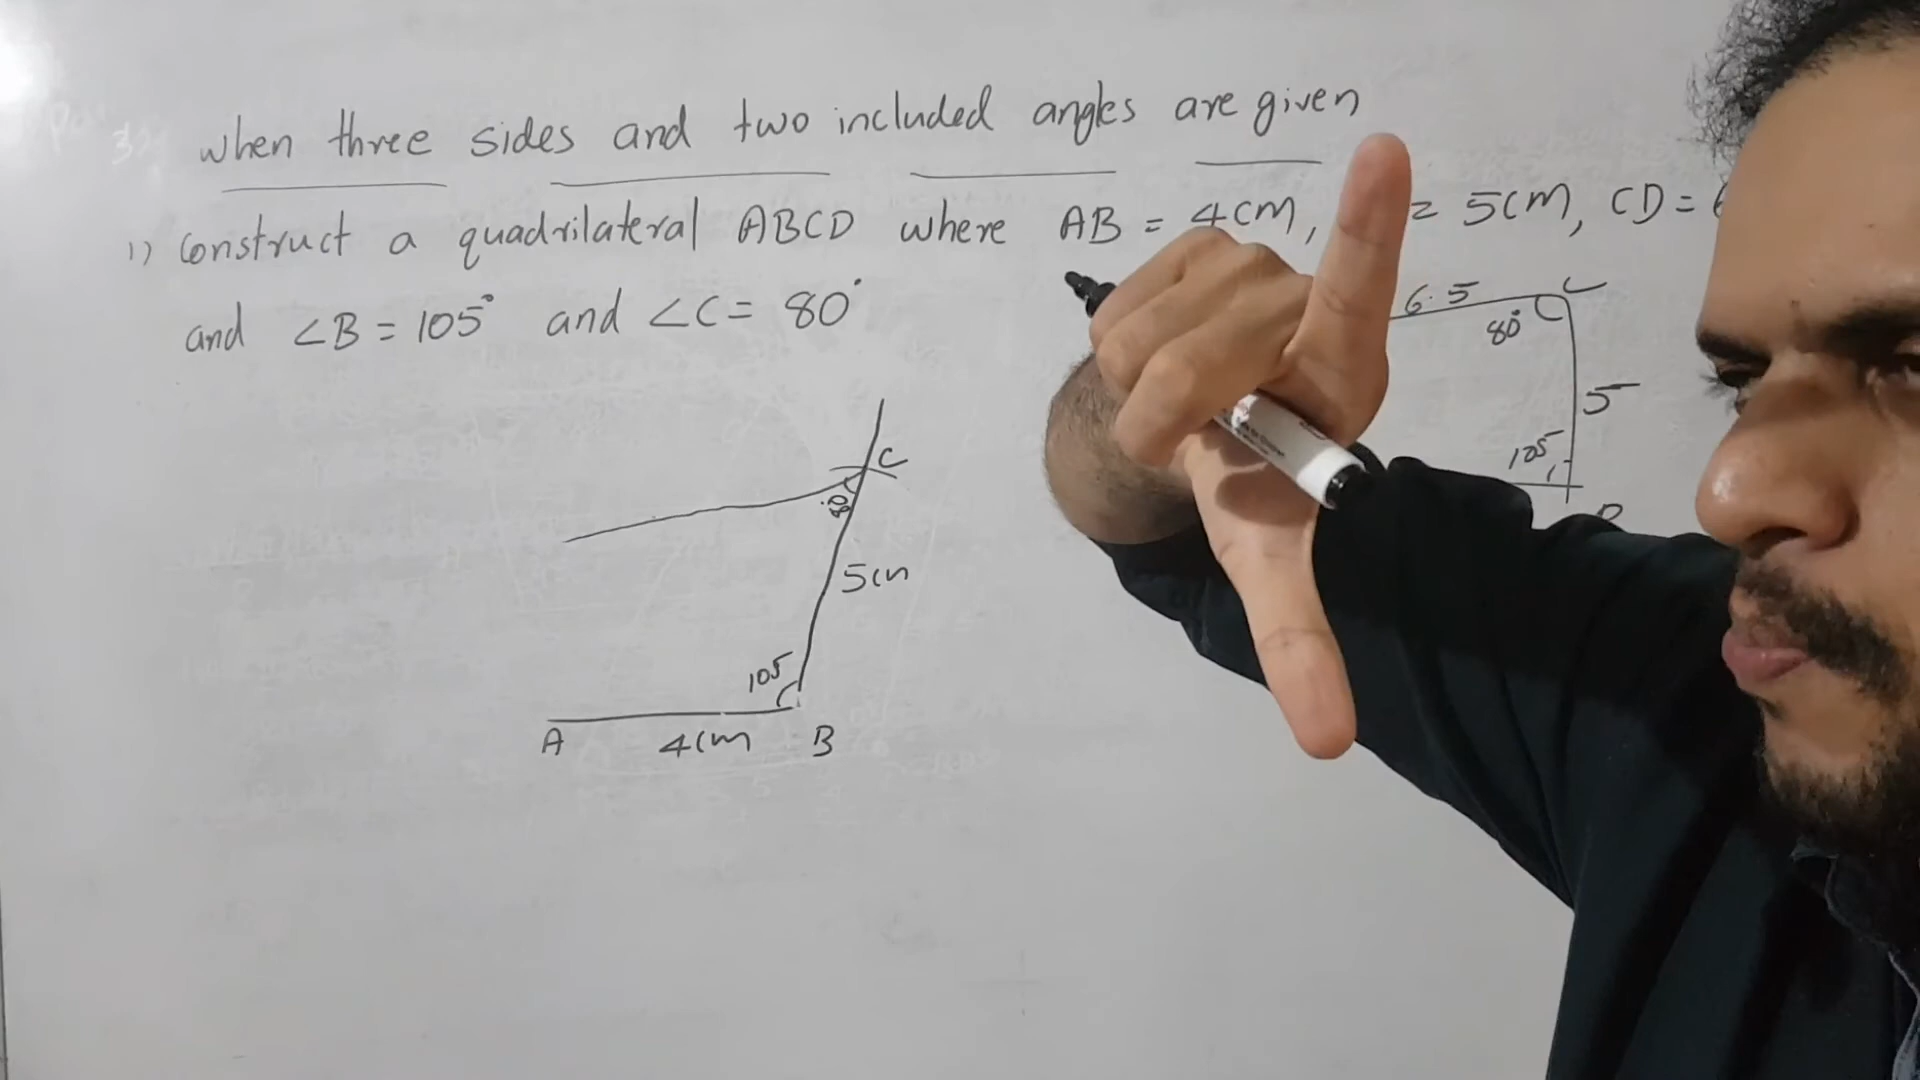 When three sides and two included angles are given
1) Construct a quadrilateral ABCD where AB = 4cm, = 5cm, CD = 6
and ∠B = 105° and ∠C = 80°
6.5
C
80°
5
105
B
C
80
5cm
105
A 4cm B